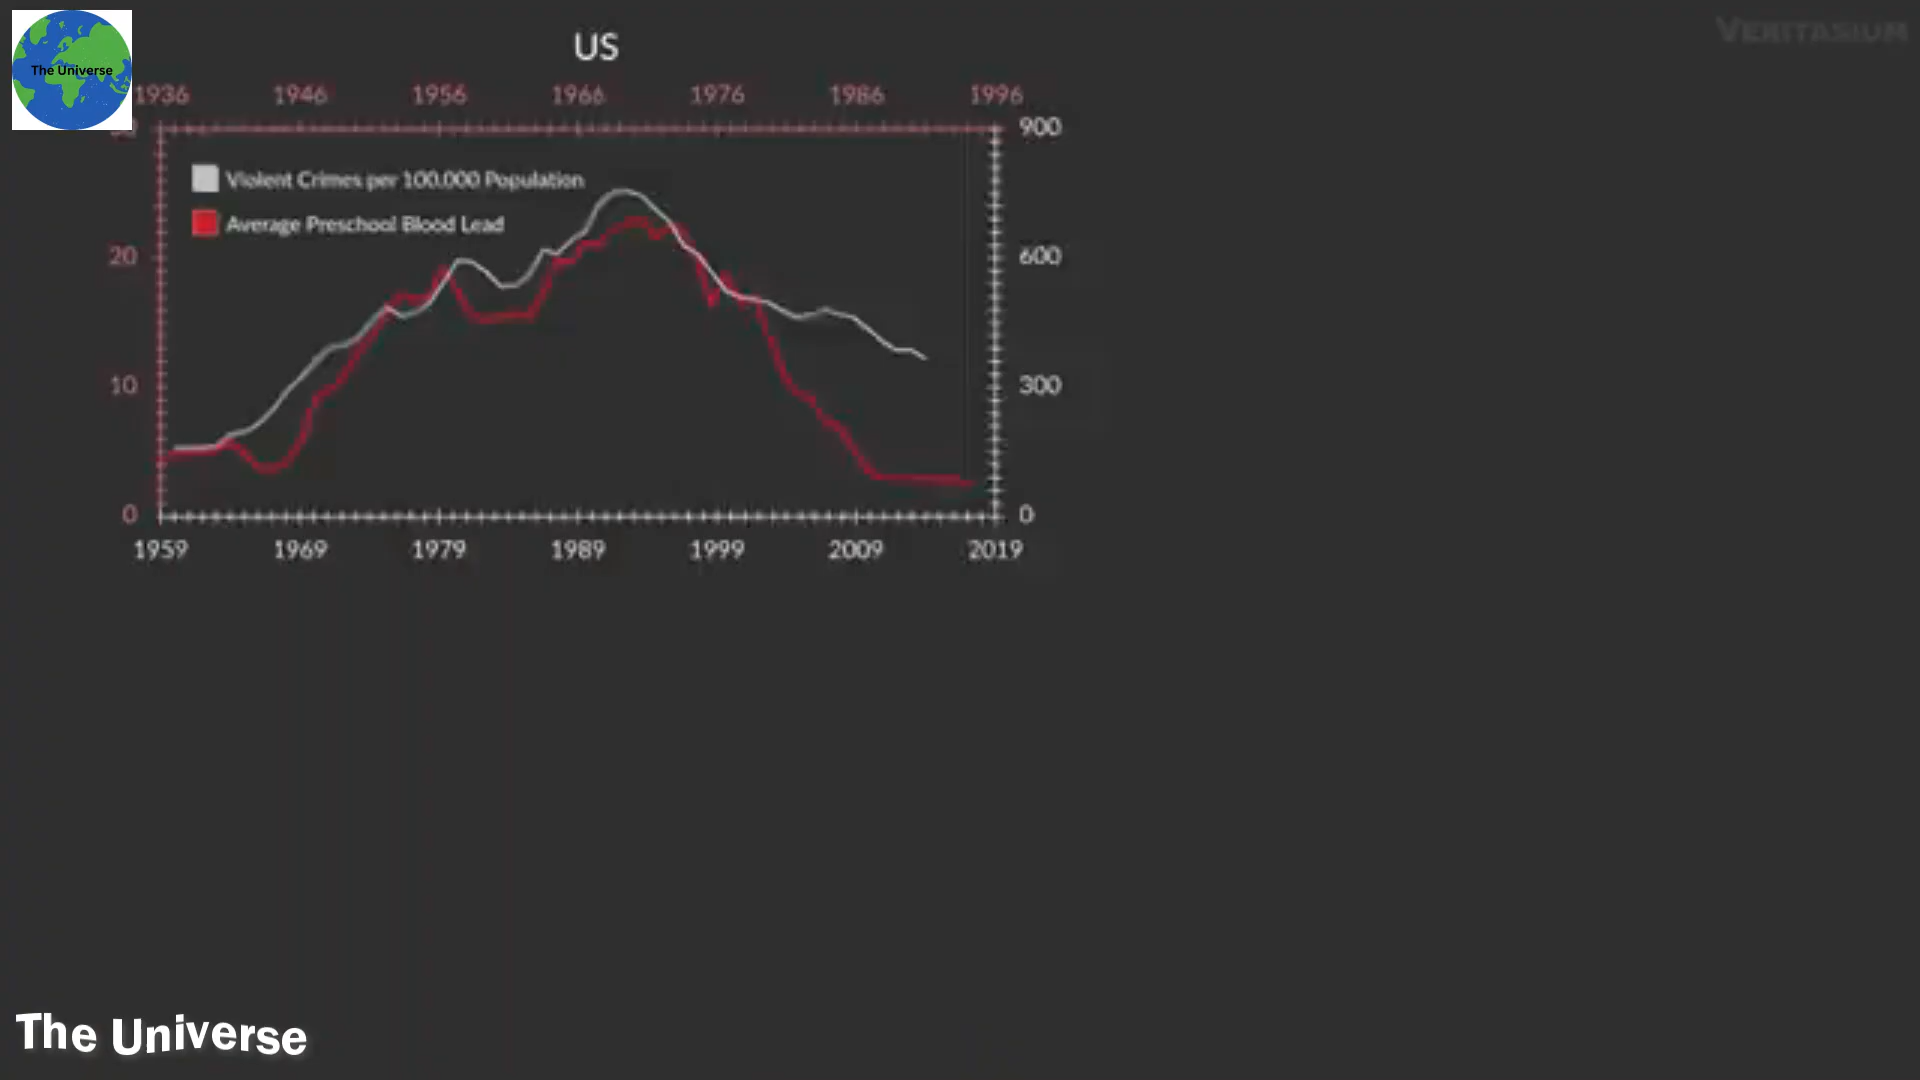 VERITASIUM
US
The Universe
1936 1946 1956 1966 1976 1986 1996
900
Violent Crimes per 100,000 Population
Average Preschool Blood Lead
20 600
10 300
0 0
1959 1969 1979 1989 1999 2009 2019
The Universe